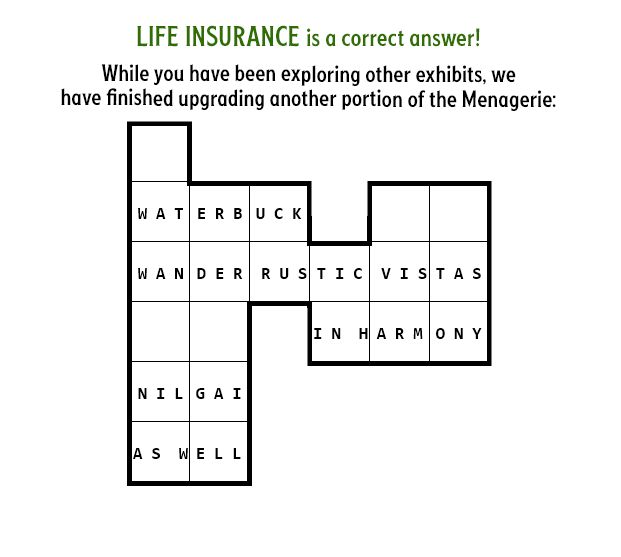 LIFE INSURANCE is a correct answer!
While you have been exploring other exhibits, we
have finished upgrading another portion of the Menagerie:
WATERBUCK
WANDER RUSTIC VISTAS
IN HARMONY
NILGAI
AS WELL